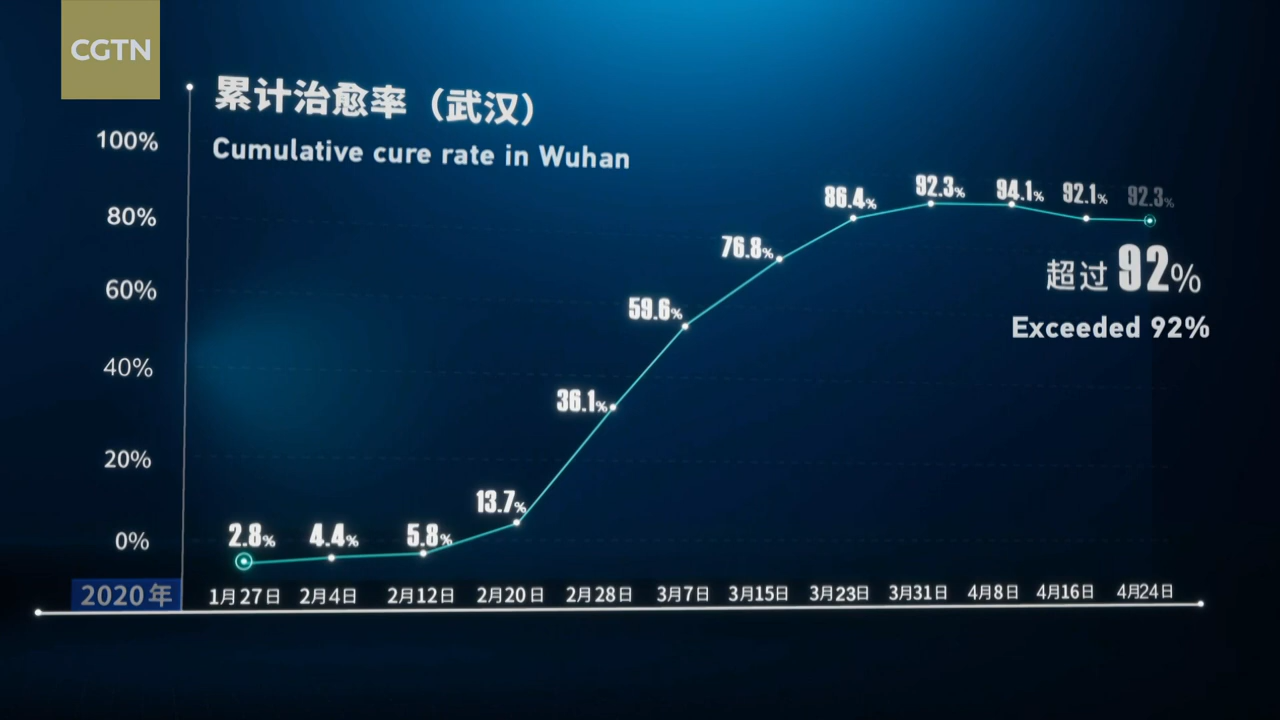 CGTN
累计治愈率（武汉）
Cumulative cure rate in Wuhan
100%
80%
60%
40%
20%
0%
2.8%
4.4%
5.8%
13.7%
36.1%
59.6%
76.8%
86.4%
92.3%
94.1%
92.1%
92.3%
超过 92%
Exceeded 92%
2020年
1月27日 2月4日 2月12日 2月20日 2月28日 3月7日 3月15日 3月23日 3月31日 4月8日 4月16日 4月24日